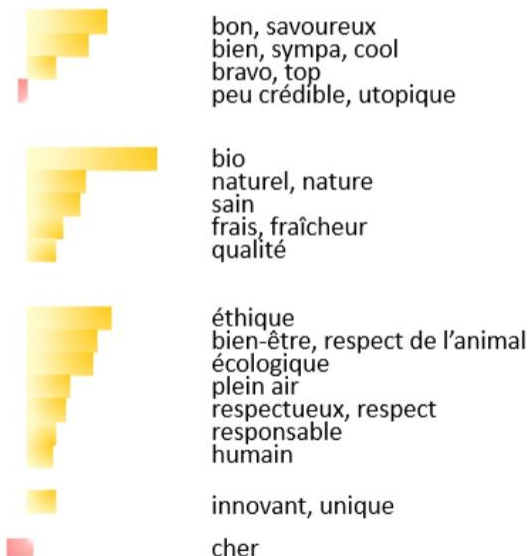 bon, savoureux
bien, sympa, cool
bravo, top
peu crédible, utopique
bio
naturel, nature
sain
frais, fraîcheur
qualité
éthique
bien-être, respect de l’animal
écologique
plein air
respectueux, respect
responsable
humain
innovant, unique
cher